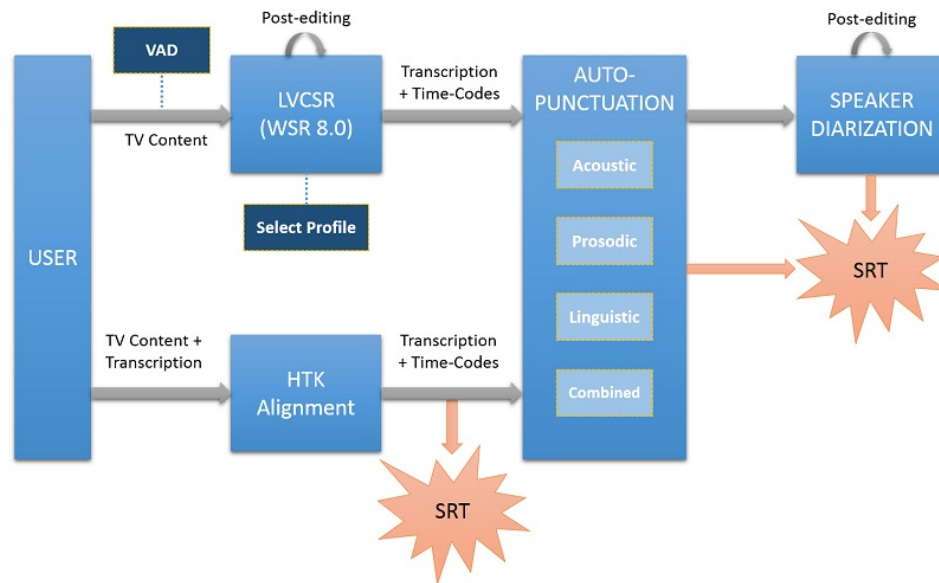 Post-editing
Post-editing
VAD
LVCSR
(WSR 8.0)
Transcription
+ Time-Codes
AUTO-
PUNCTUATION
SPEAKER
DIARIZATION
TV Content
Acoustic
Select Profile
Prosodic
USER
SRT
Linguistic
TV Content +
Transcription
HTK
Alignment
Transcription
+ Time-Codes
Combined
SRT